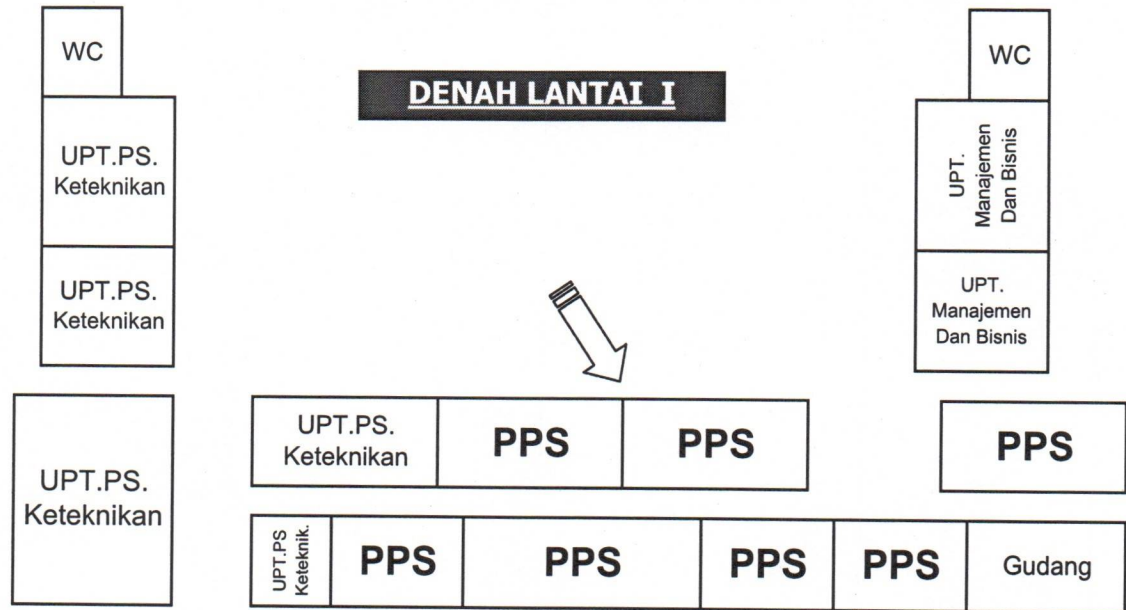 WC
DENAH LANTAI I
WC
UPT.PS.
Keteknikan
UPT.
Manajemen
Dan Bisnis
UPT.PS.
Keteknikan
UPT.
Manajemen
Dan Bisnis
UPT.PS.
Keteknikan
UPT.PS.
Keteknikan
PPS
PPS
PPS
UPT.PS
Keteknik.
PPS
PPS
PPS
PPS
Gudang